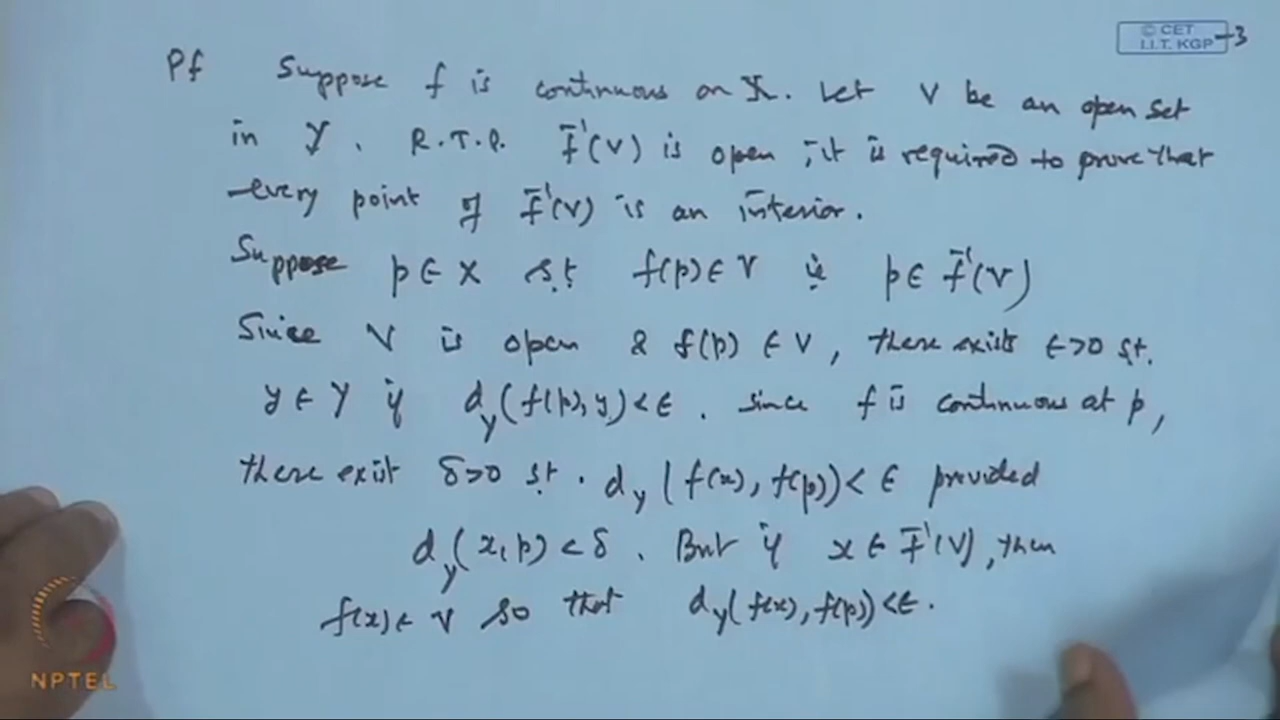 © CET
I.I.T. KGP -3
Pf Suppose f is continuous on X. Let V be an open set
in Y. R.T.P. f⁻¹(V) is open ; it is required to prove that
every point of f⁻¹(V) is an interior.
Suppose p ∈ X s.t f(p) ∈ V ie p ∈ f⁻¹(V)
Since V is open & f(p) ∈ V, there exists ε>0 s.t.
y ∈ Y if d_y(f(p), y) < ε . Since f is continuous at p,
there exist δ>0 s.t. d_y(f(x), f(p)) < ε provided
d_y(x, p) < δ . But if x ∈ f⁻¹(V), then
f(x) ∈ V so that d_y(f(x), f(p)) < ε.
NPTEL